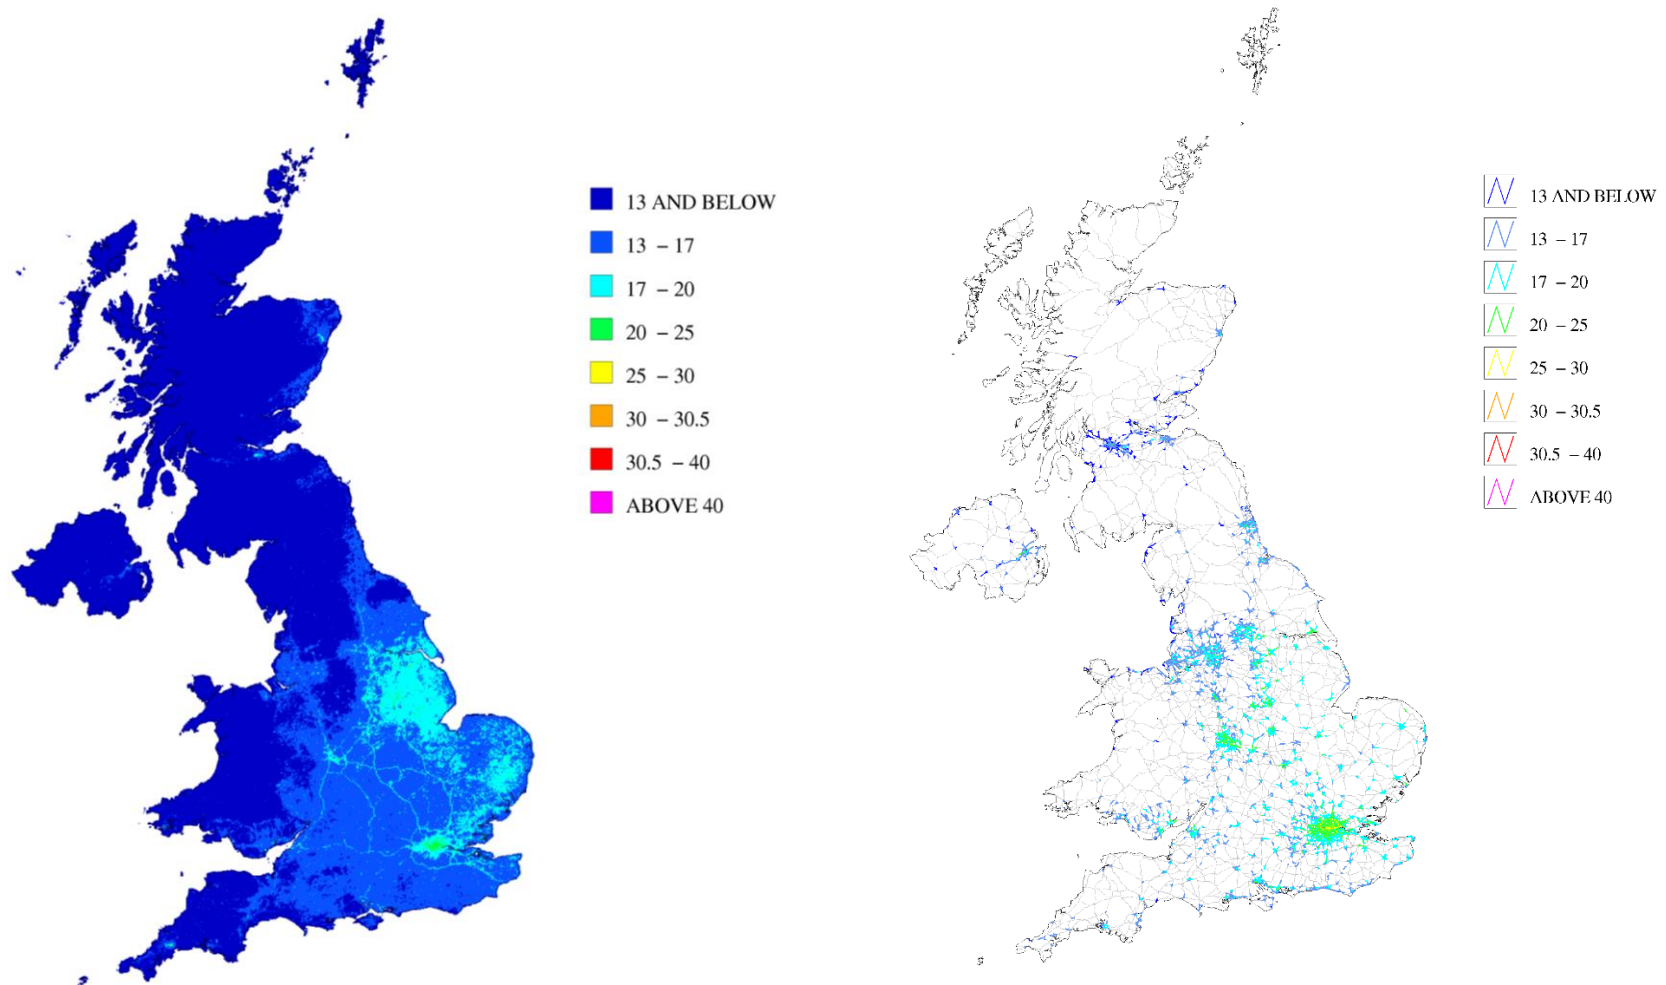 13 AND BELOW
13 – 17
17 – 20
20 – 25
25 – 30
30 – 30.5
30.5 – 40
ABOVE 40
13 AND BELOW
13 – 17
17 – 20
20 – 25
25 – 30
30 – 30.5
30.5 – 40
ABOVE 40